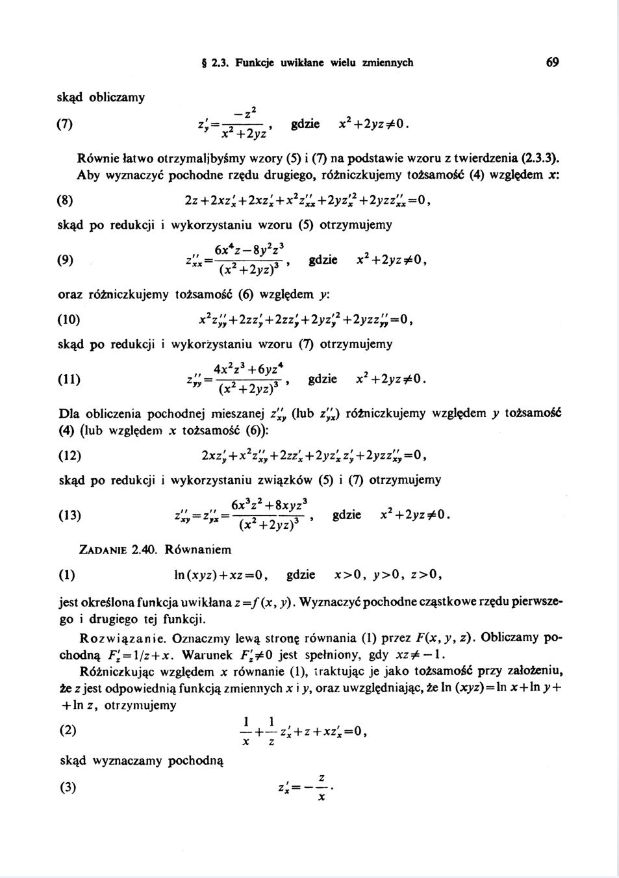 § 2.3. Funkcje uwikłane wielu zmiennych 69
skąd obliczamy
(7) z'_y = \frac{-z^2}{x^2+2yz}, gdzie x^2+2yz≠0.
Równie łatwo otrzymalibyśmy wzory (5) i (7) na podstawie wzoru z twierdzenia (2.3.3).
Aby wyznaczyć pochodne rzędu drugiego, różniczkujemy tożsamość (4) względem x:
(8) 2z+2xz'_x+2xz'_x+x^2z''_{xx}+2yz'^2_x+2yzz''_{xx}=0,
skąd po redukcji i wykorzystaniu wzoru (5) otrzymujemy
(9) z''_{xx}=\frac{6x^4z-8y^2z^3}{(x^2+2yz)^3}, gdzie x^2+2yz≠0,
oraz różniczkujemy tożsamość (6) względem y:
(10) x^2z''_{yy}+2zz'_y+2zz'_y+2yz'^2_y+2yzz''_{yy}=0,
skąd po redukcji i wykorzystaniu wzoru (7) otrzymujemy
(11) z''_{yy}=\frac{4x^2z^3+6yz^4}{(x^2+2yz)^3}, gdzie x^2+2yz≠0.
Dla obliczenia pochodnej mieszanej z''_{xy} (lub z''_{yx}) różniczkujemy względem y tożsamość
(4) (lub względem x tożsamość (6)):
(12) 2xz'_y+x^2z''_{xy}+2zz'_x+2yz'_xz'_y+2yzz''_{xy}=0,
skąd po redukcji i wykorzystaniu związków (5) i (7) otrzymujemy
(13) z''_{xy}=z''_{yx}=\frac{6x^3z^2+8xyz^3}{(x^2+2yz)^3}, gdzie x^2+2yz≠0.
ZADANIE 2.40. Równaniem
(1) ln(xyz)+xz=0, gdzie x>0, y>0, z>0,
jest określona funkcja uwikłana z=f(x, y). Wyznaczyć pochodne cząstkowe rzędu pierwsze-
go i drugiego tej funkcji.
Rozwiązanie. Oznaczmy lewą stronę równania (1) przez F(x, y, z). Obliczamy po-
chodną F'_z=1/z+x. Warunek F'_z≠0 jest spełniony, gdy xz≠-1.
Różniczkując względem x równanie (1), traktując je jako tożsamość przy założeniu,
że z jest odpowiednią funkcją zmiennych x i y, oraz uwzględniając, że ln (xyz)=ln x+ln y+
+ln z, otrzymujemy
(2) \frac{1}{x}+\frac{1}{z}z'_x+z+xz'_x=0,
skąd wyznaczamy pochodną
(3) z'_x=-\frac{z}{x}.